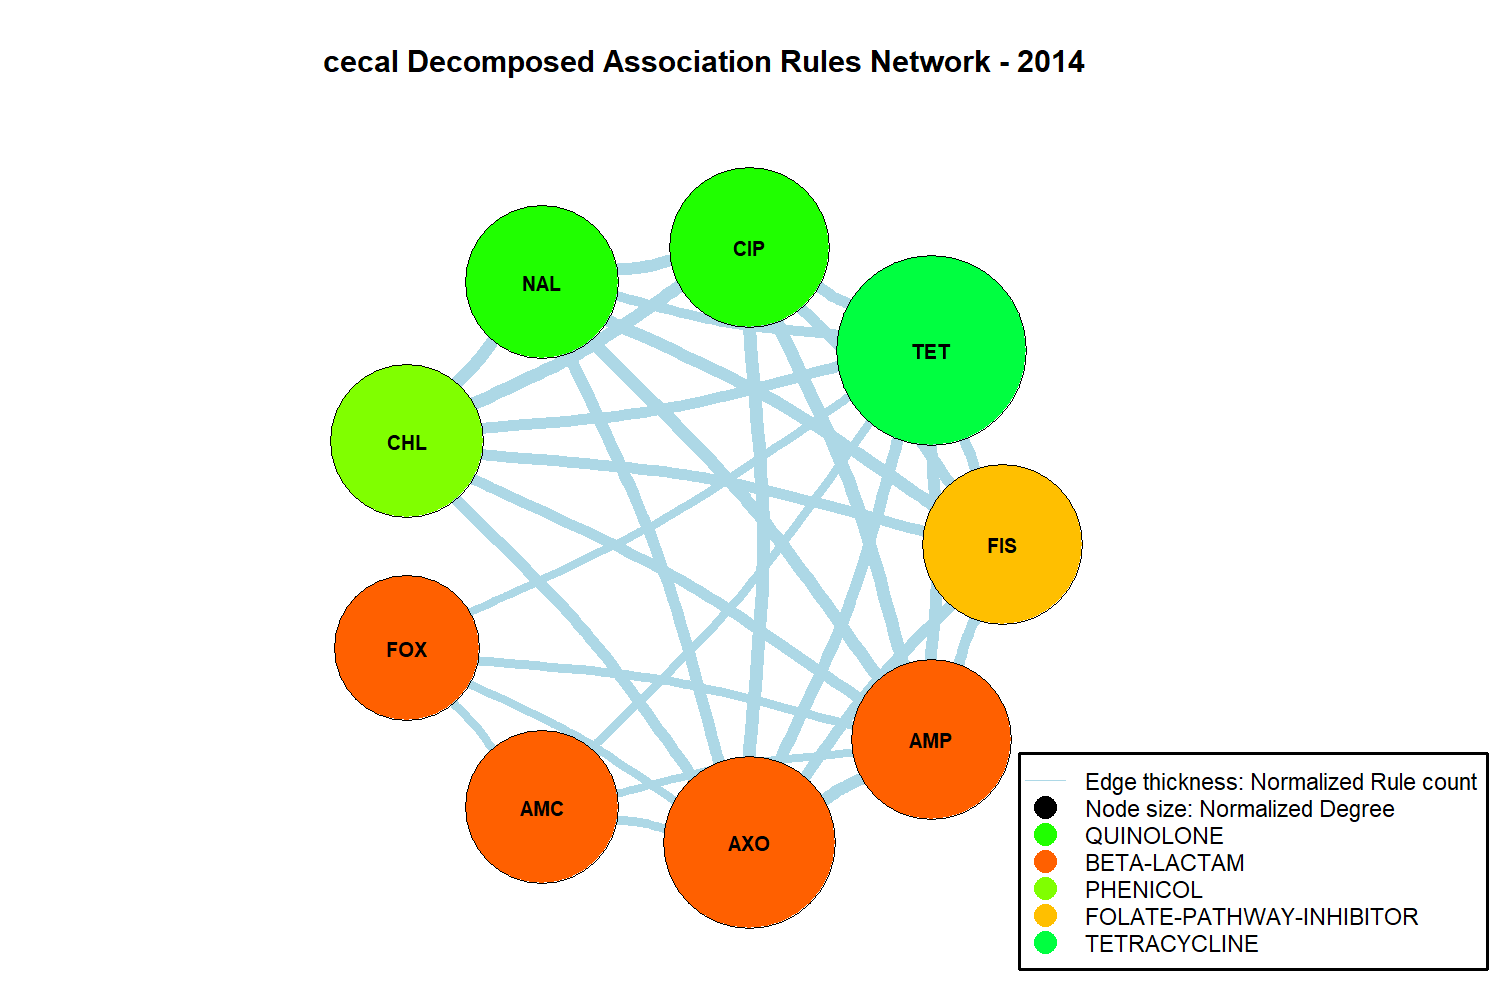 cecal Decomposed Association Rules Network - 2014
CIP
NAL
TET
CHL
FIS
FOX
AMP
AMC
AXO
Edge thickness: Normalized Rule count
Node size: Normalized Degree
QUINOLONE
BETA-LACTAM
PHENICOL
FOLATE-PATHWAY-INHIBITOR
TETRACYCLINE